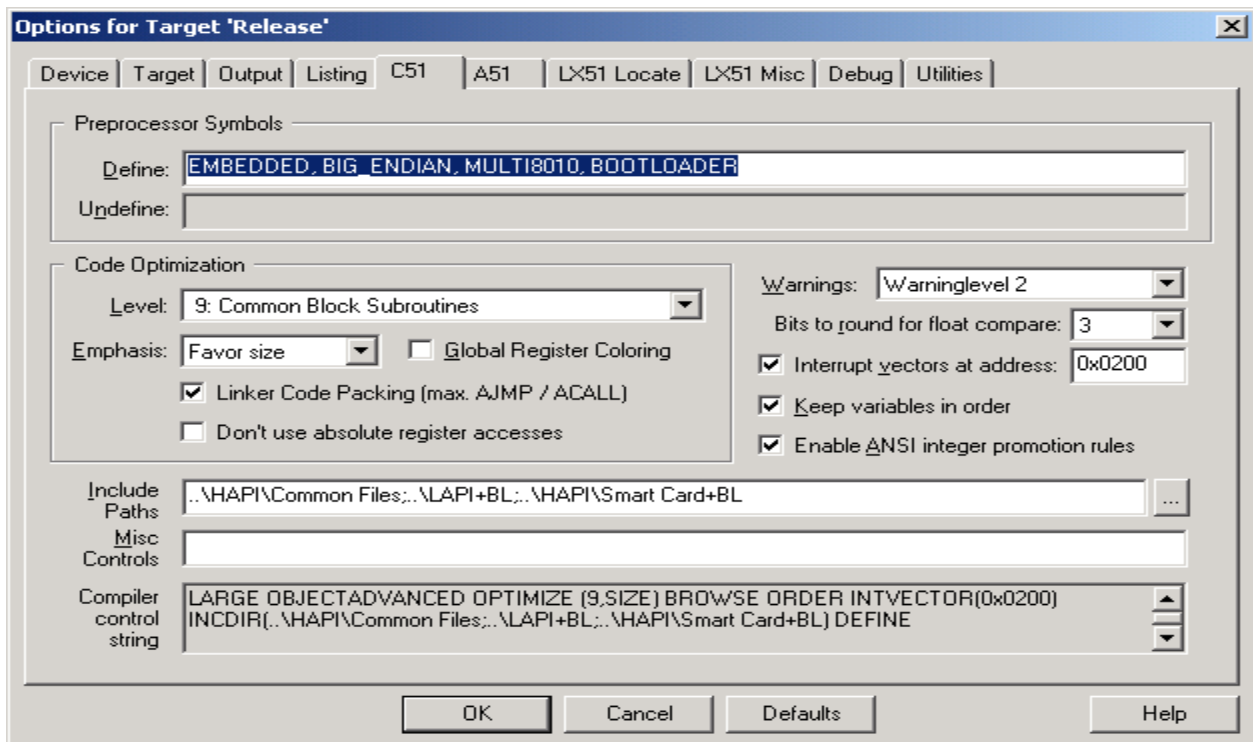 Options for Target 'Release'
Device Target Output Listing C51 A51 LX51 Locate LX51 Misc Debug Utilities
Preprocessor Symbols
Define: EMBEDDED, BIG_ENDIAN, MULTI8010, BOOTLOADER
Undefine:
Code Optimization
Level: 9: Common Block Subroutines
Emphasis: Favor size Global Register Coloring
Linker Code Packing (max. AJMP / ACALL)
Don't use absolute register accesses
Warnings: Warninglevel 2
Bits to round for float compare: 3
Interrupt vectors at address: 0x0200
Keep variables in order
Enable ANSI integer promotion rules
Include Paths ..\HAPI\Common Files;..\LAPI+BL;..\HAPI\Smart Card+BL ...
Misc Controls
Compiler control string LARGE OBJECTADVANCED OPTIMIZE (9,SIZE) BROWSE ORDER INTVECTOR(0x0200)
INCDIR(..\HAPI\Common Files;..\LAPI+BL;..\HAPI\Smart Card+BL) DEFINE
OK Cancel Defaults Help